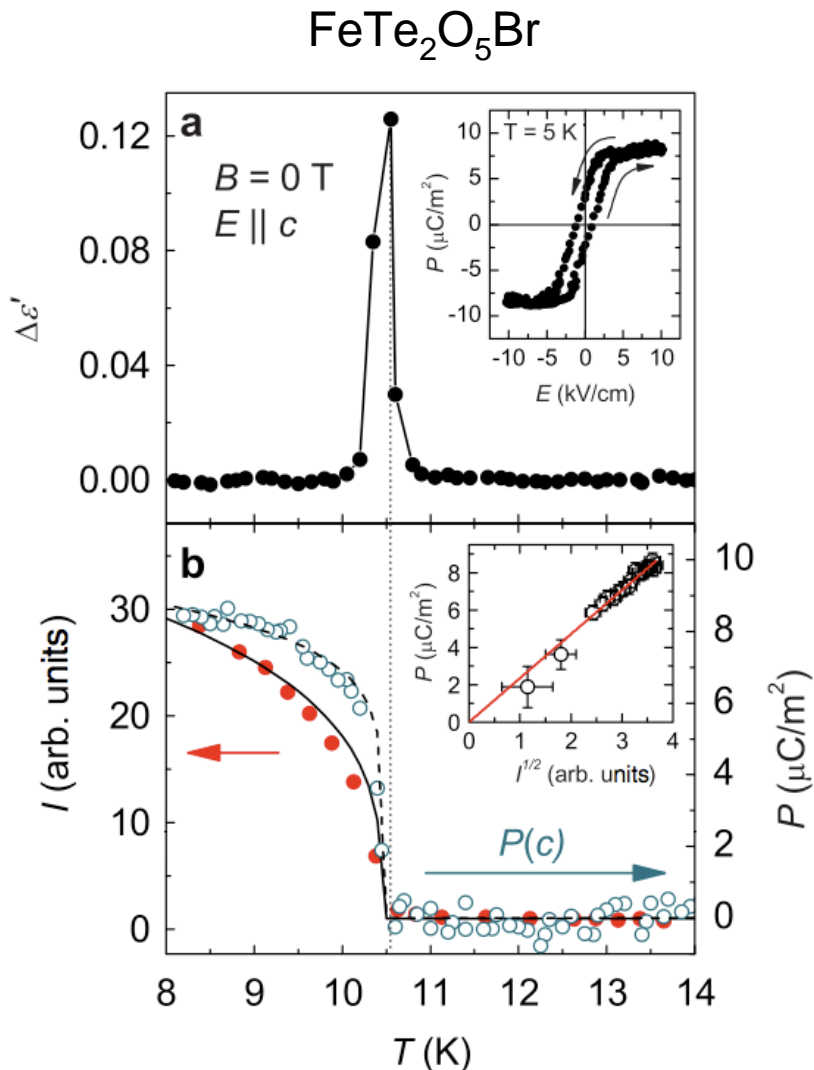 FeTe₂O₅Br
a
B = 0 T
E || c
Δε'
0.12
0.08
0.04
0.00
T = 5 K
P (μC/m²)
10
5
0
-5
-10
-10 -5 0 5 10
E (kV/cm)
b
I (arb. units)
30
20
10
0
P (μC/m²)
8
6
4
2
0
0 1 2 3 4
I^1/2 (arb. units)
P(c)
10
8
6
4
2
0
P (μC/m²)
8 9 10 11 12 13 14
T (K)